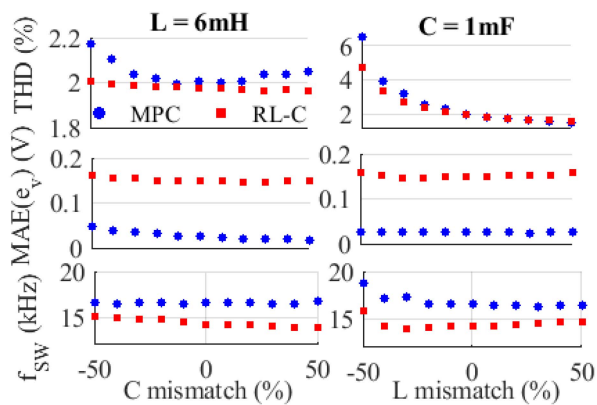 L = 6mH
C = 1mF
THD (%)
2.2
2
1.8
6
4
2
MPC
RL-C
MAE(e_v) (V)
0.2
0.1
0
0.2
0.1
0
f_SW (kHz)
20
15
20
15
-50
0
50
-50
0
50
C mismatch (%)
L mismatch (%)